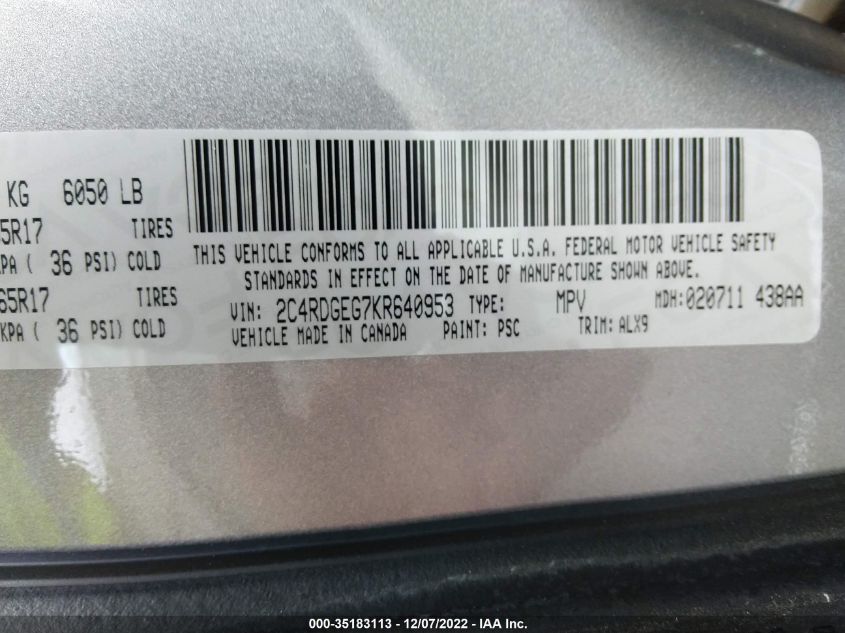 KG 6050 LB
5R17 TIRES
KPA ( 36 PSI) COLD
65R17 TIRES
KPA ( 36 PSI) COLD
THIS VEHICLE CONFORMS TO ALL APPLICABLE U.S.A. FEDERAL MOTOR VEHICLE SAFETY
STANDARDS IN EFFECT ON THE DATE OF MANUFACTURE SHOWN ABOVE.
VIN: 2C4RDGEG7KR640953 TYPE: MPV MDH:020711 438AA
VEHICLE MADE IN CANADA PAINT: PSC TRIM: ALX9
000-35183113 - 12/07/2022 - IAA Inc.